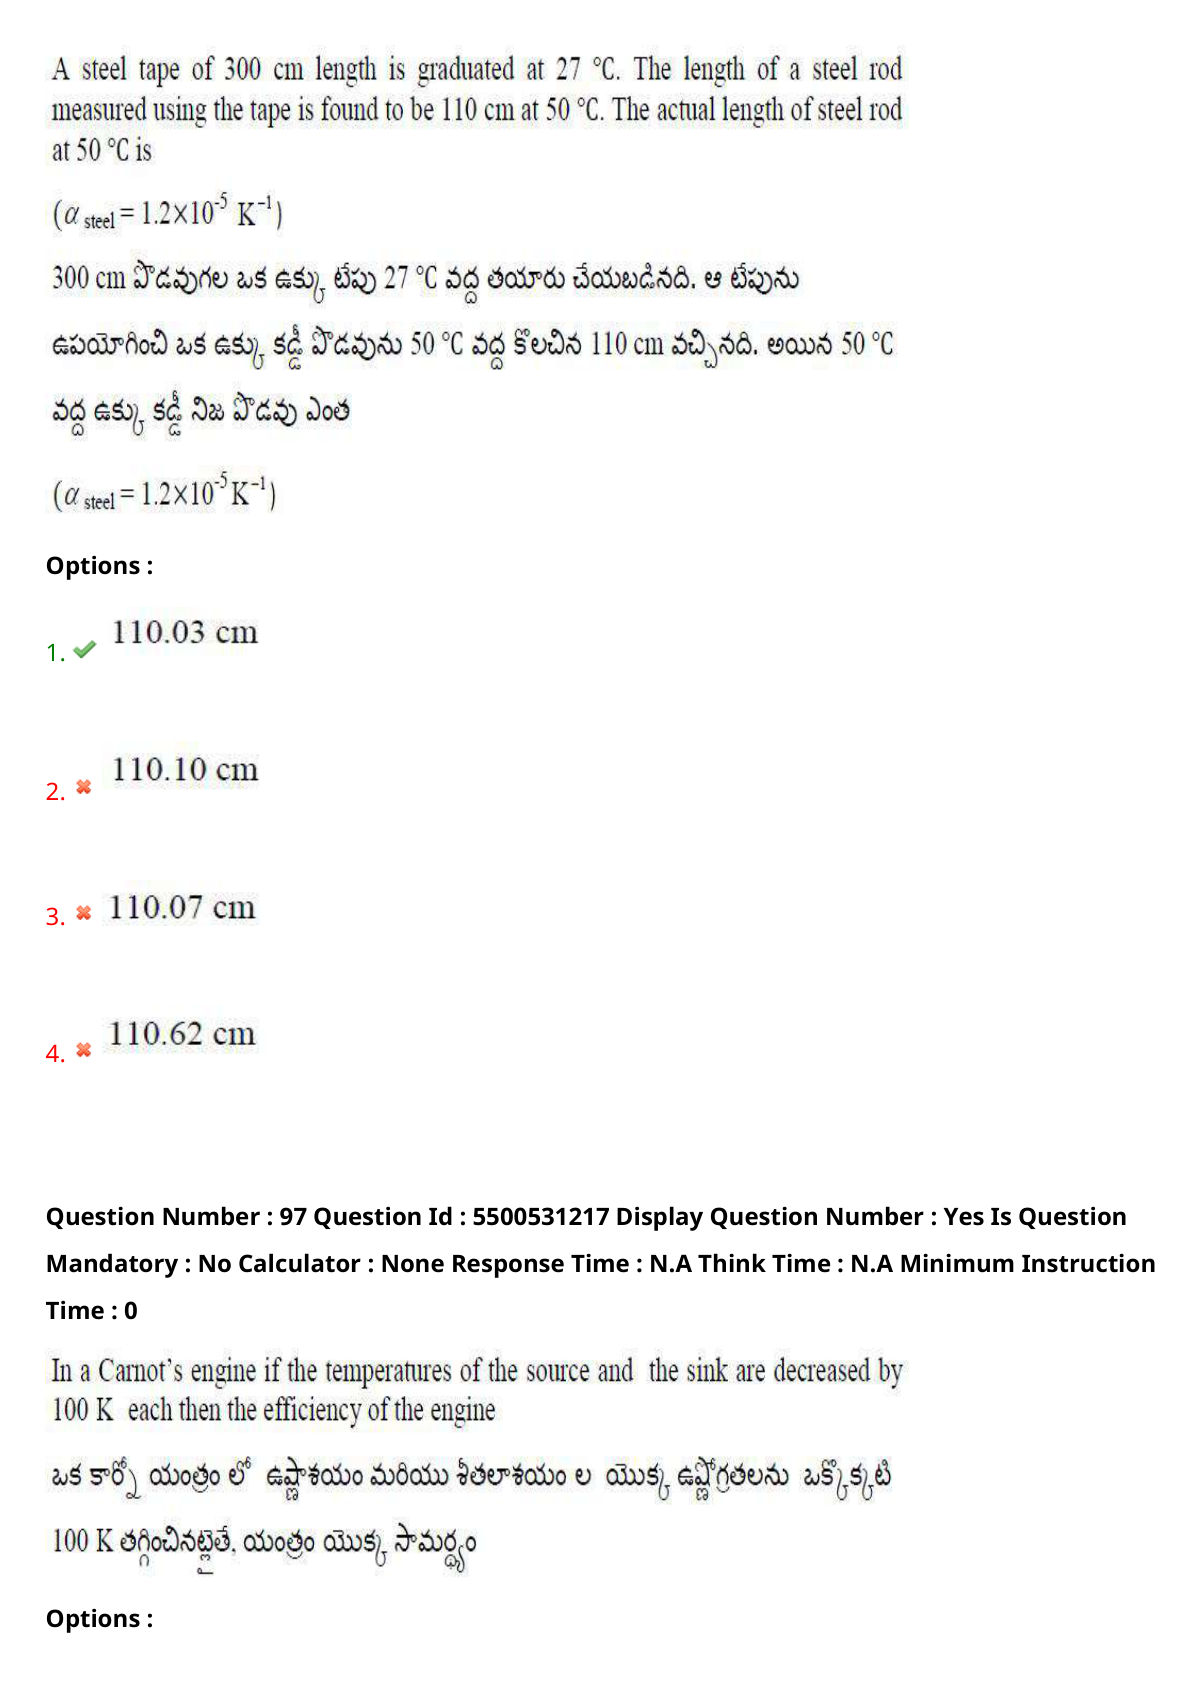 A steel tape of 300 cm length is graduated at 27 °C. The length of a steel rod
measured using the tape is found to be 110 cm at 50 °C. The actual length of steel rod
at 50 °C is
(α steel = 1.2×10⁻⁵ K⁻¹)
300 cm పొడవుగల ఒక ఉక్కు టేపు 27 °C వద్ద తయారు చేయబడినది. ఆ టేపును
ఉపయోగించి ఒక ఉక్కు కడ్డీ పొడవును 50 °C వద్ద కొలచిన 110 cm వచ్చినది. అయిన 50 °C
వద్ద ఉక్కు కడ్డీ నిజ పొడవు ఎంత
(α steel = 1.2×10⁻⁵ K⁻¹)
Options :
1. 110.03 cm
2. 110.10 cm
3. 110.07 cm
4. 110.62 cm
Question Number : 97 Question Id : 5500531217 Display Question Number : Yes Is Question
Mandatory : No Calculator : None Response Time : N.A Think Time : N.A Minimum Instruction
Time : 0
In a Carnot’s engine if the temperatures of the source and the sink are decreased by
100 K each then the efficiency of the engine
ఒక కార్నో యంత్రం లో ఉష్ణాశయం మరియు శీతలాశయం ల యొక్క ఉష్ణోగ్రతలను ఒక్కొక్కటి
100 K తగ్గించినట్లైతే, యంత్రం యొక్క సామర్థ్యం
Options :